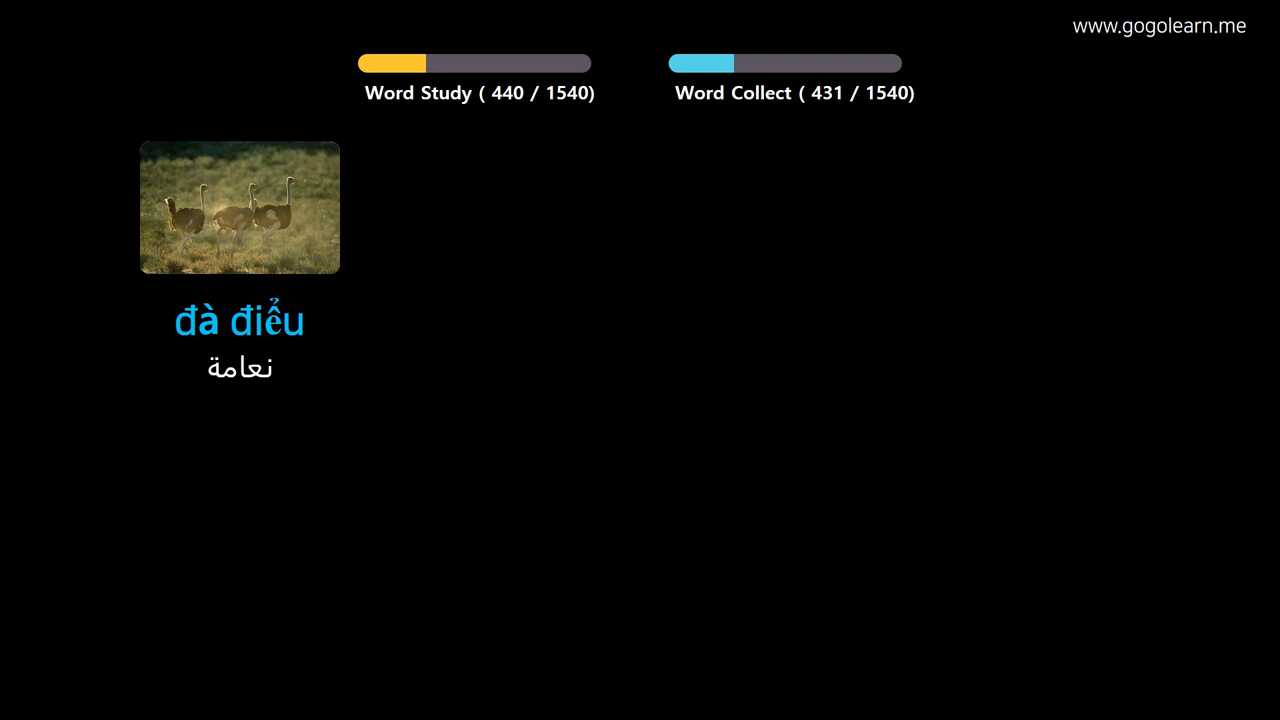 www.gogolearn.me
Word Study ( 440 / 1540)
Word Collect ( 431 / 1540)
đà điểu
نعامة